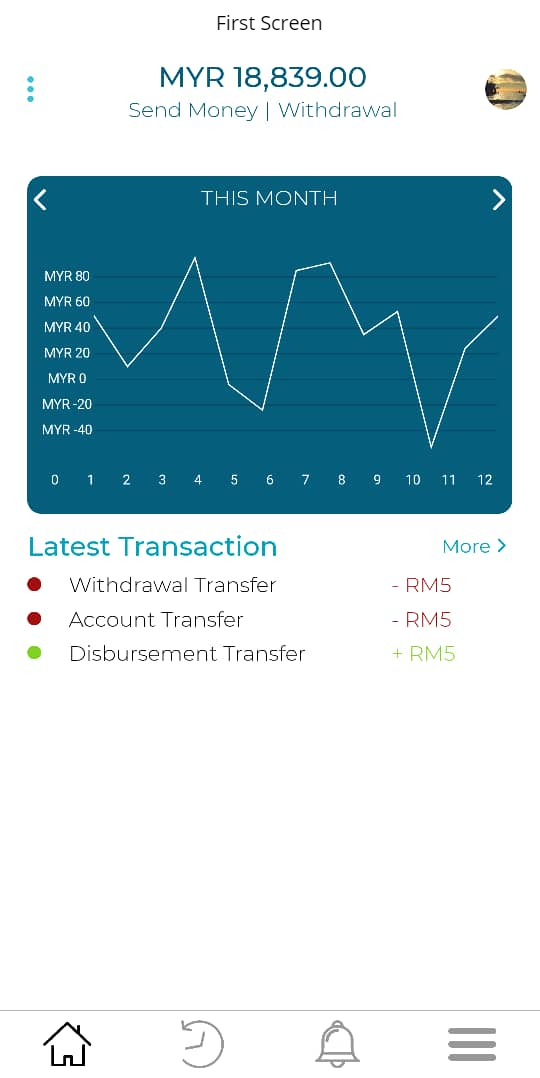 First Screen
MYR 18,839.00
Send Money | Withdrawal
THIS MONTH
MYR 80
MYR 60
MYR 40
MYR 20
MYR 0
MYR -20
MYR -40
0 1 2 3 4 5 6 7 8 9 10 11 12
Latest Transaction More
Withdrawal Transfer - RM5
Account Transfer - RM5
Disbursement Transfer + RM5